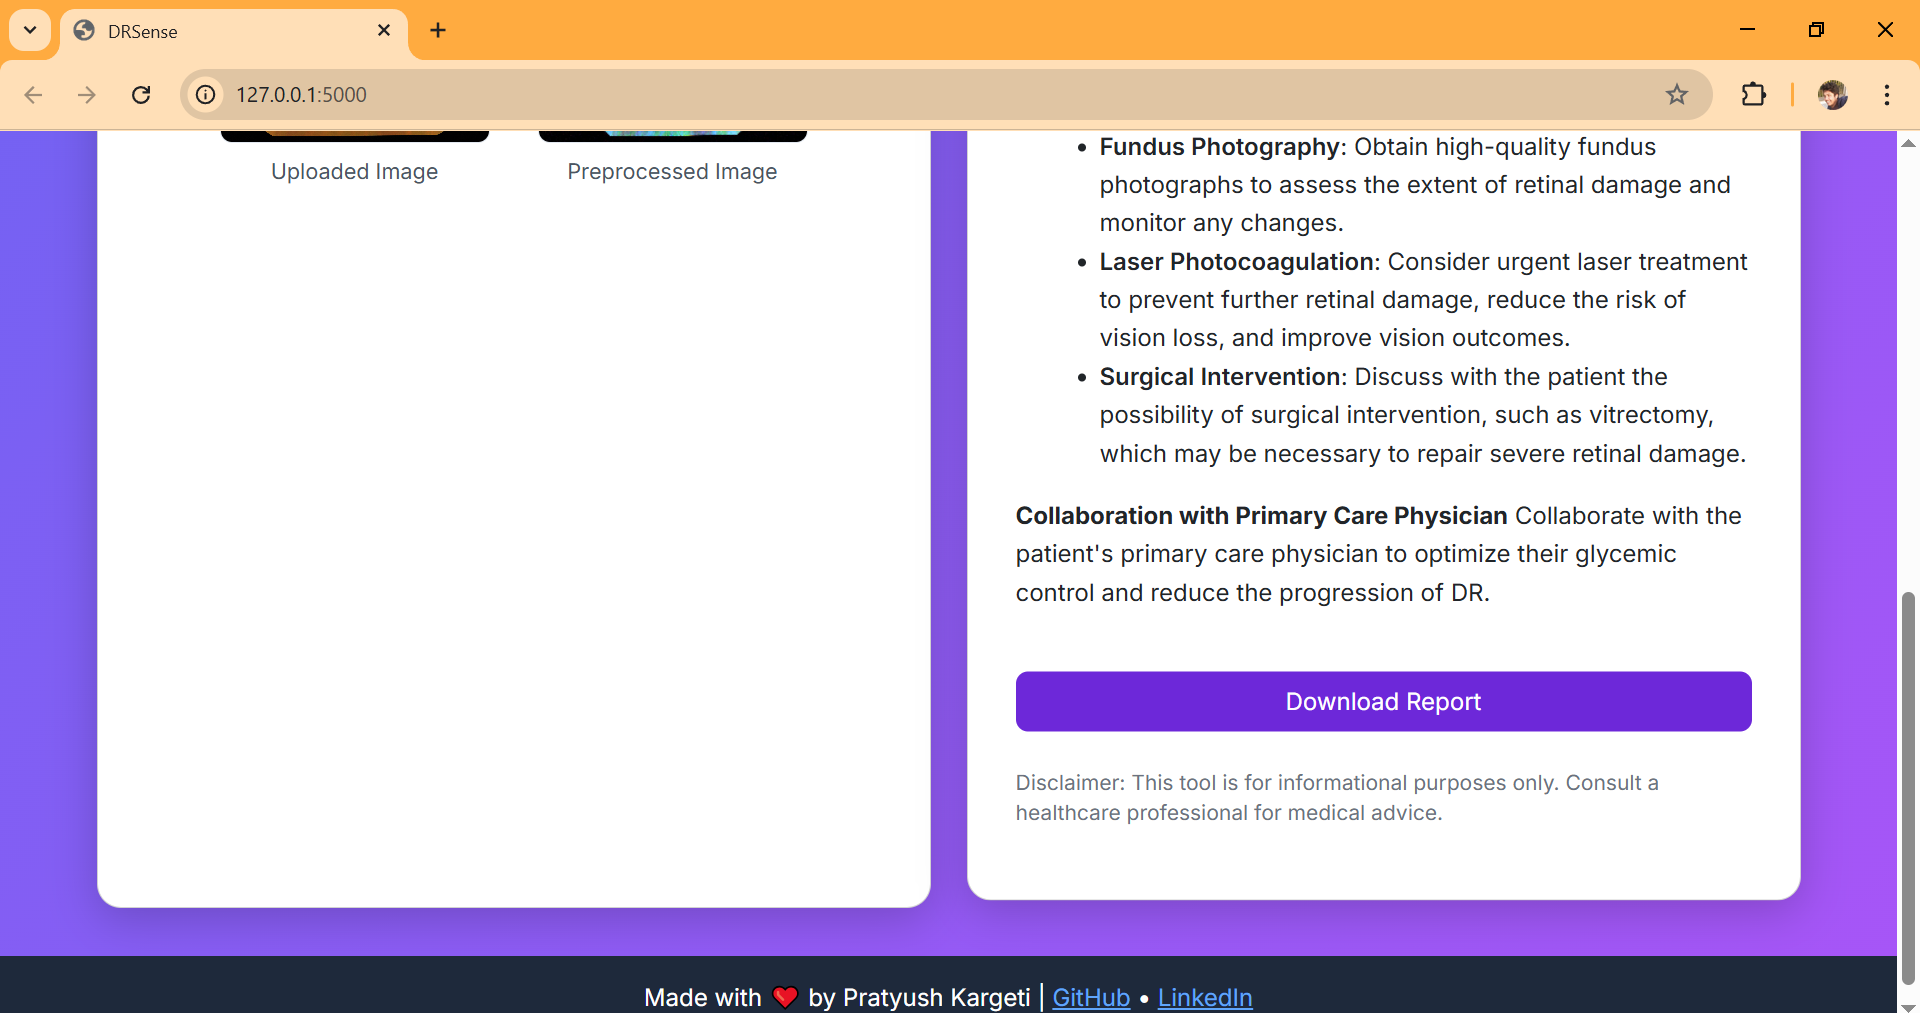 DRSense
127.0.0.1:5000
Uploaded Image
Preprocessed Image
• Fundus Photography: Obtain high-quality fundus
photographs to assess the extent of retinal damage and
monitor any changes.
• Laser Photocoagulation: Consider urgent laser treatment
to prevent further retinal damage, reduce the risk of
vision loss, and improve vision outcomes.
• Surgical Intervention: Discuss with the patient the
possibility of surgical intervention, such as vitrectomy,
which may be necessary to repair severe retinal damage.
Collaboration with Primary Care Physician Collaborate with the
patient's primary care physician to optimize their glycemic
control and reduce the progression of DR.
Download Report
Disclaimer: This tool is for informational purposes only. Consult a
healthcare professional for medical advice.
Made with ❤️ by Pratyush Kargeti | GitHub • LinkedIn